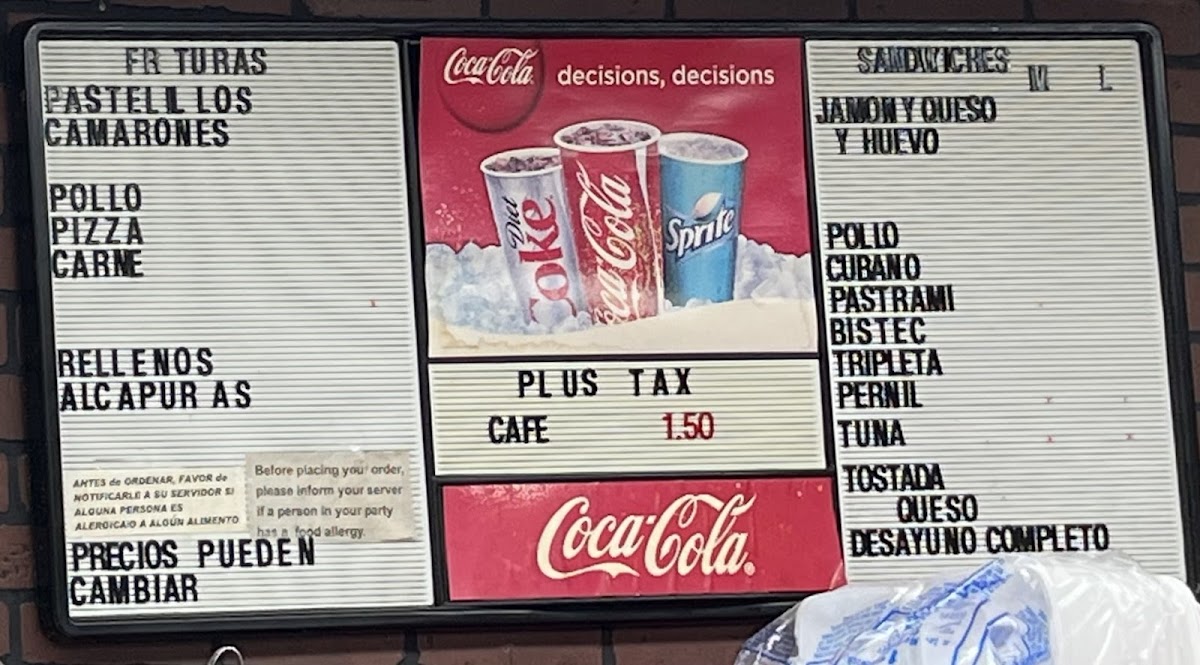 FR TURAS
PASTELIL LOS
CAMARONES
POLLO
PIZZA
CARNE
RELLENOS
ALCAPUR AS
ANTES de ORDENAR, FAVOR de
NOTIFICARLE A SU SERVIDOR SI
ALGUNA PERSONA ES
ALERGICA/O A ALGÚN ALIMENTO
Before placing your order,
please inform your server
if a person in your party
has a food allergy.
PRECIOS PUEDEN
CAMBIAR
Coca-Cola
decisions, decisions
Diet Coke
Coca-Cola
Sprite
PLUS TAX
CAFE 1.50
Coca-Cola
SANDWICHES
M L
JAMON Y QUESO
Y HUEVO
POLLO
CUBANO
PASTRAMI
BISTEC
TRIPLETA
PERNIL
TUNA
TOSTADA
QUESO
DESAYUNO COMPLETO